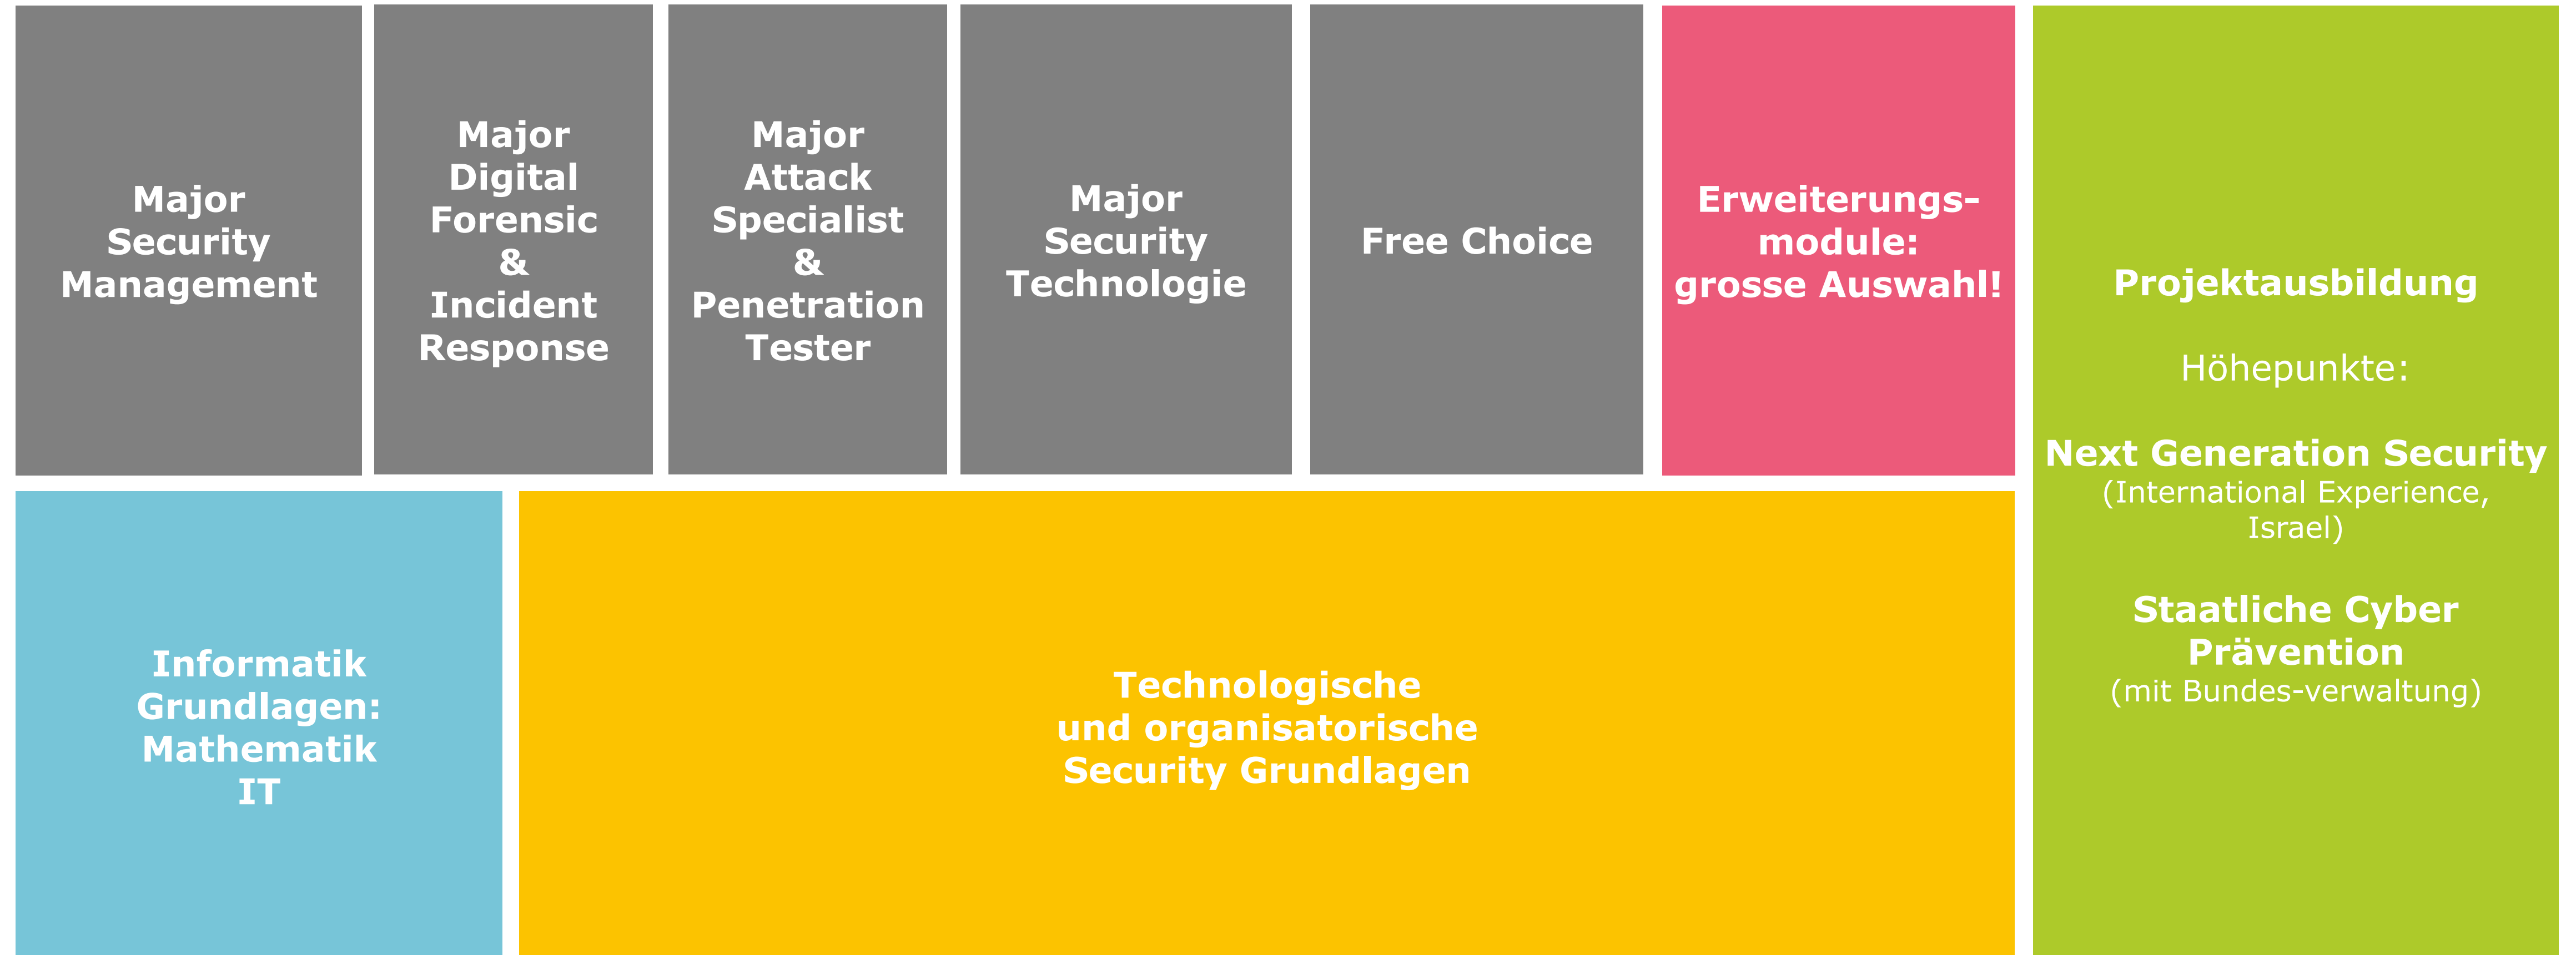 Major
Security
Management
Major
Digital
Forensic
&
Incident
Response
Major
Attack
Specialist
&
Penetration
Tester
Major
Security
Technologie
Free Choice
Erweiterungs-
module:
grosse Auswahl!
Projektausbildung
Höhepunkte:
Next Generation Security
(International Experience,
Israel)
Staatliche Cyber
Prävention
(mit Bundes-verwaltung)
Informatik
Grundlagen:
Mathematik
IT
Technologische
und organisatorische
Security Grundlagen